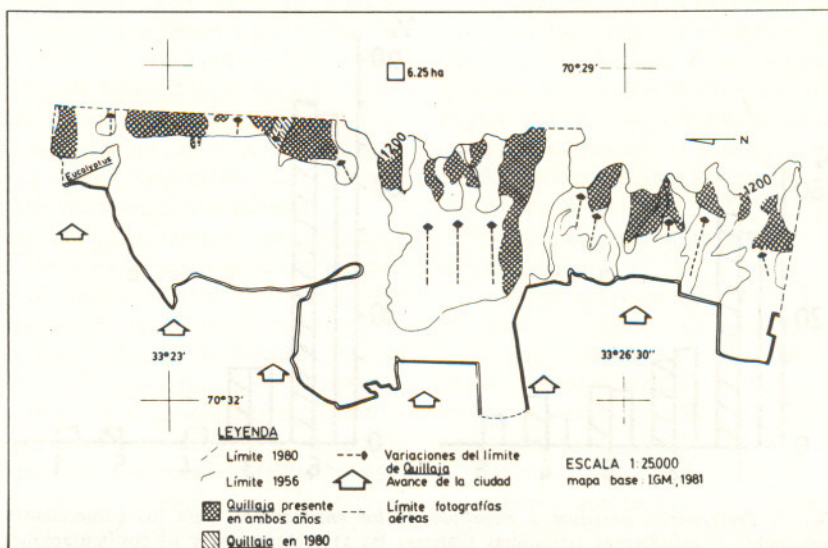 6.25 ha
70°29'
N
1200
1200
Eucalyptus
33°23'
33°26'30''
70°32'
LEYENDA
Límite 1980
Límite 1956
Quillaja presente
en ambos años
Quillaja en 1980
Variaciones del límite
de Quillaja
Avance de la ciudad
Límite fotografías
aéreas
ESCALA 1:25.000
mapa base : I.G.M., 1981